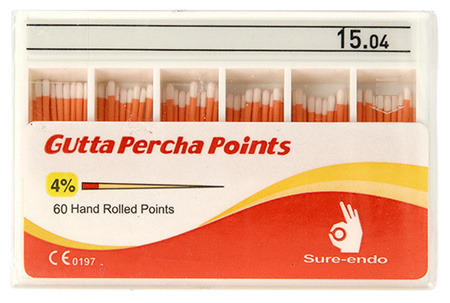 15.04
Gutta Percha Points
4%
60 Hand Rolled Points
CE 0197
Sure-endo